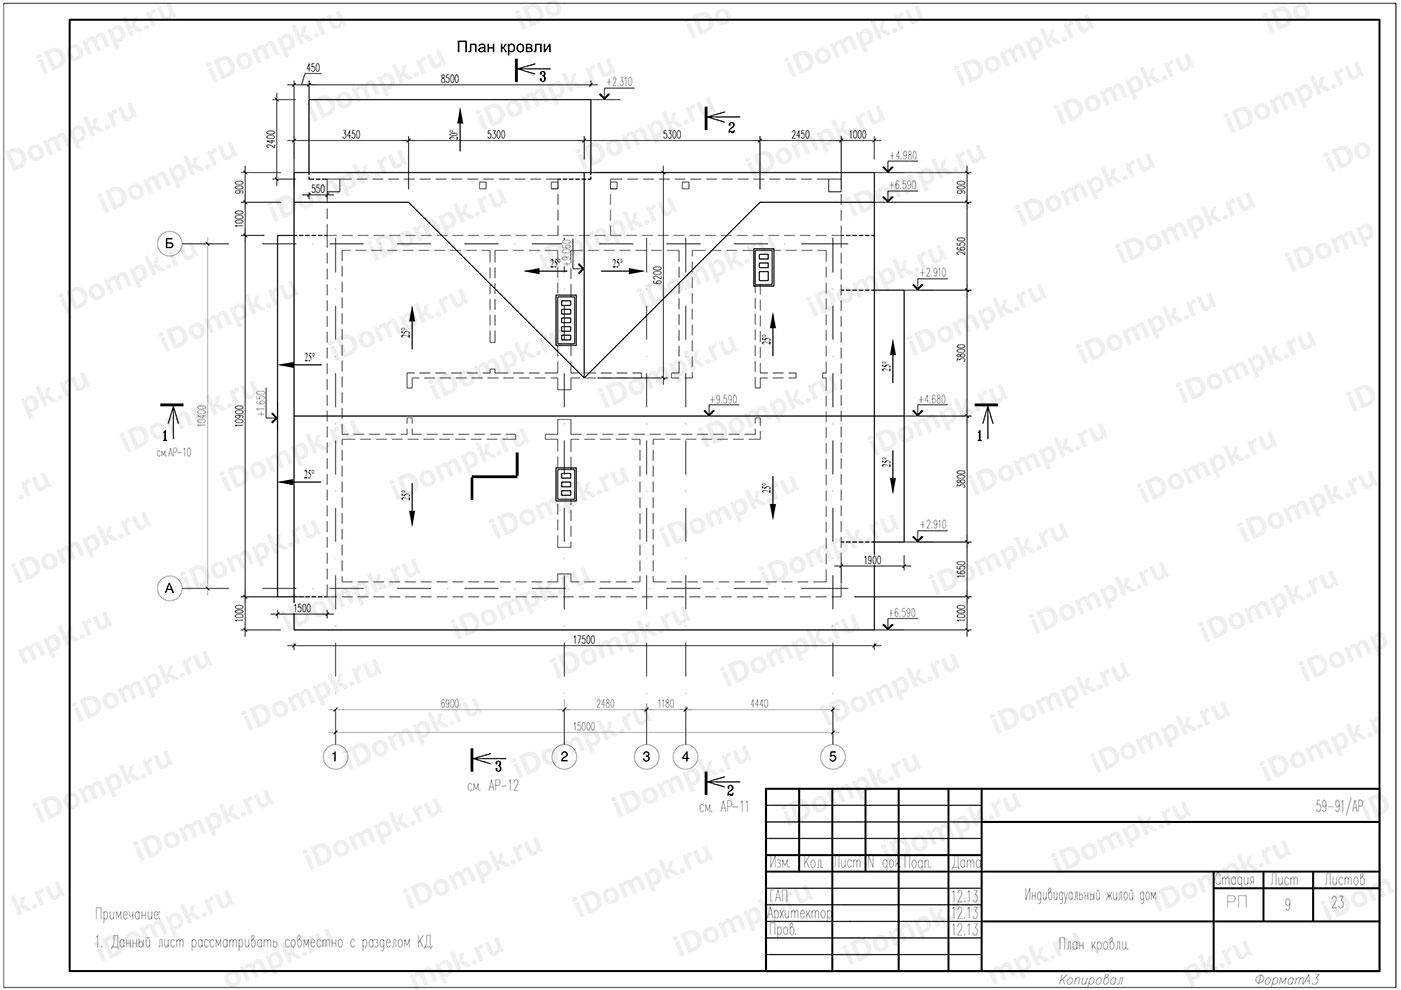 План кровли
3
450
8500
+2.310
2
2400
20°
3450
5300
5300
2450
1000
+4.980
900
550
+6.590
900
1000
Б
+9.060
25°
25°
6200
2650
+2.910
25°
25°
25°
25°
3800
+1.650
10400
10900
+9.590
+4.680
1
см.АР-10
1
25°
25°
25°
25°
3800
+2.910
1900
А
1500
1650
1000
+6.590
1000
17500
6900
2480
1180
4440
15000
1
2
3
4
5
3
см. АР-12
2
см. АР-11
59-91/АР
Изм.
Кол.
Лист
N док
Подп.
Дата
ГАП
12.13
Архитектор
12.13
Пров.
12.13
Индивидуальный жилой дом
Стадия
Лист
Листов
РП
9
23
План кровли.
Копировал
ФорматА3
Примечание:
1. Данный лист рассматривать совместно с разделом КД.
iDompk.ru